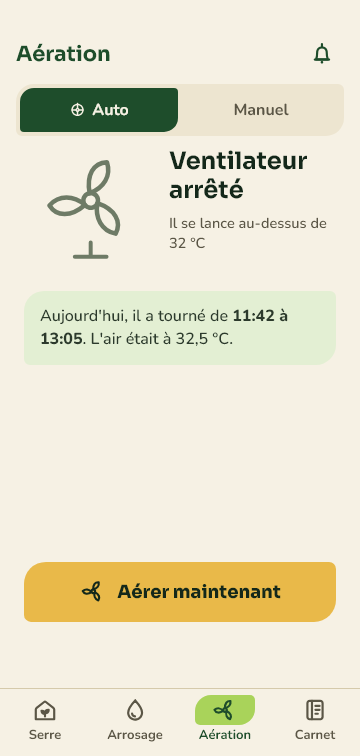 Aération
Auto
Manuel
Ventilateur
arrêté
Il se lance au-dessus de
32 °C
Aujourd'hui, il a tourné de 11:42 à
13:05. L'air était à 32,5 °C.
Aérer maintenant
Serre
Arrosage
Aération
Carnet